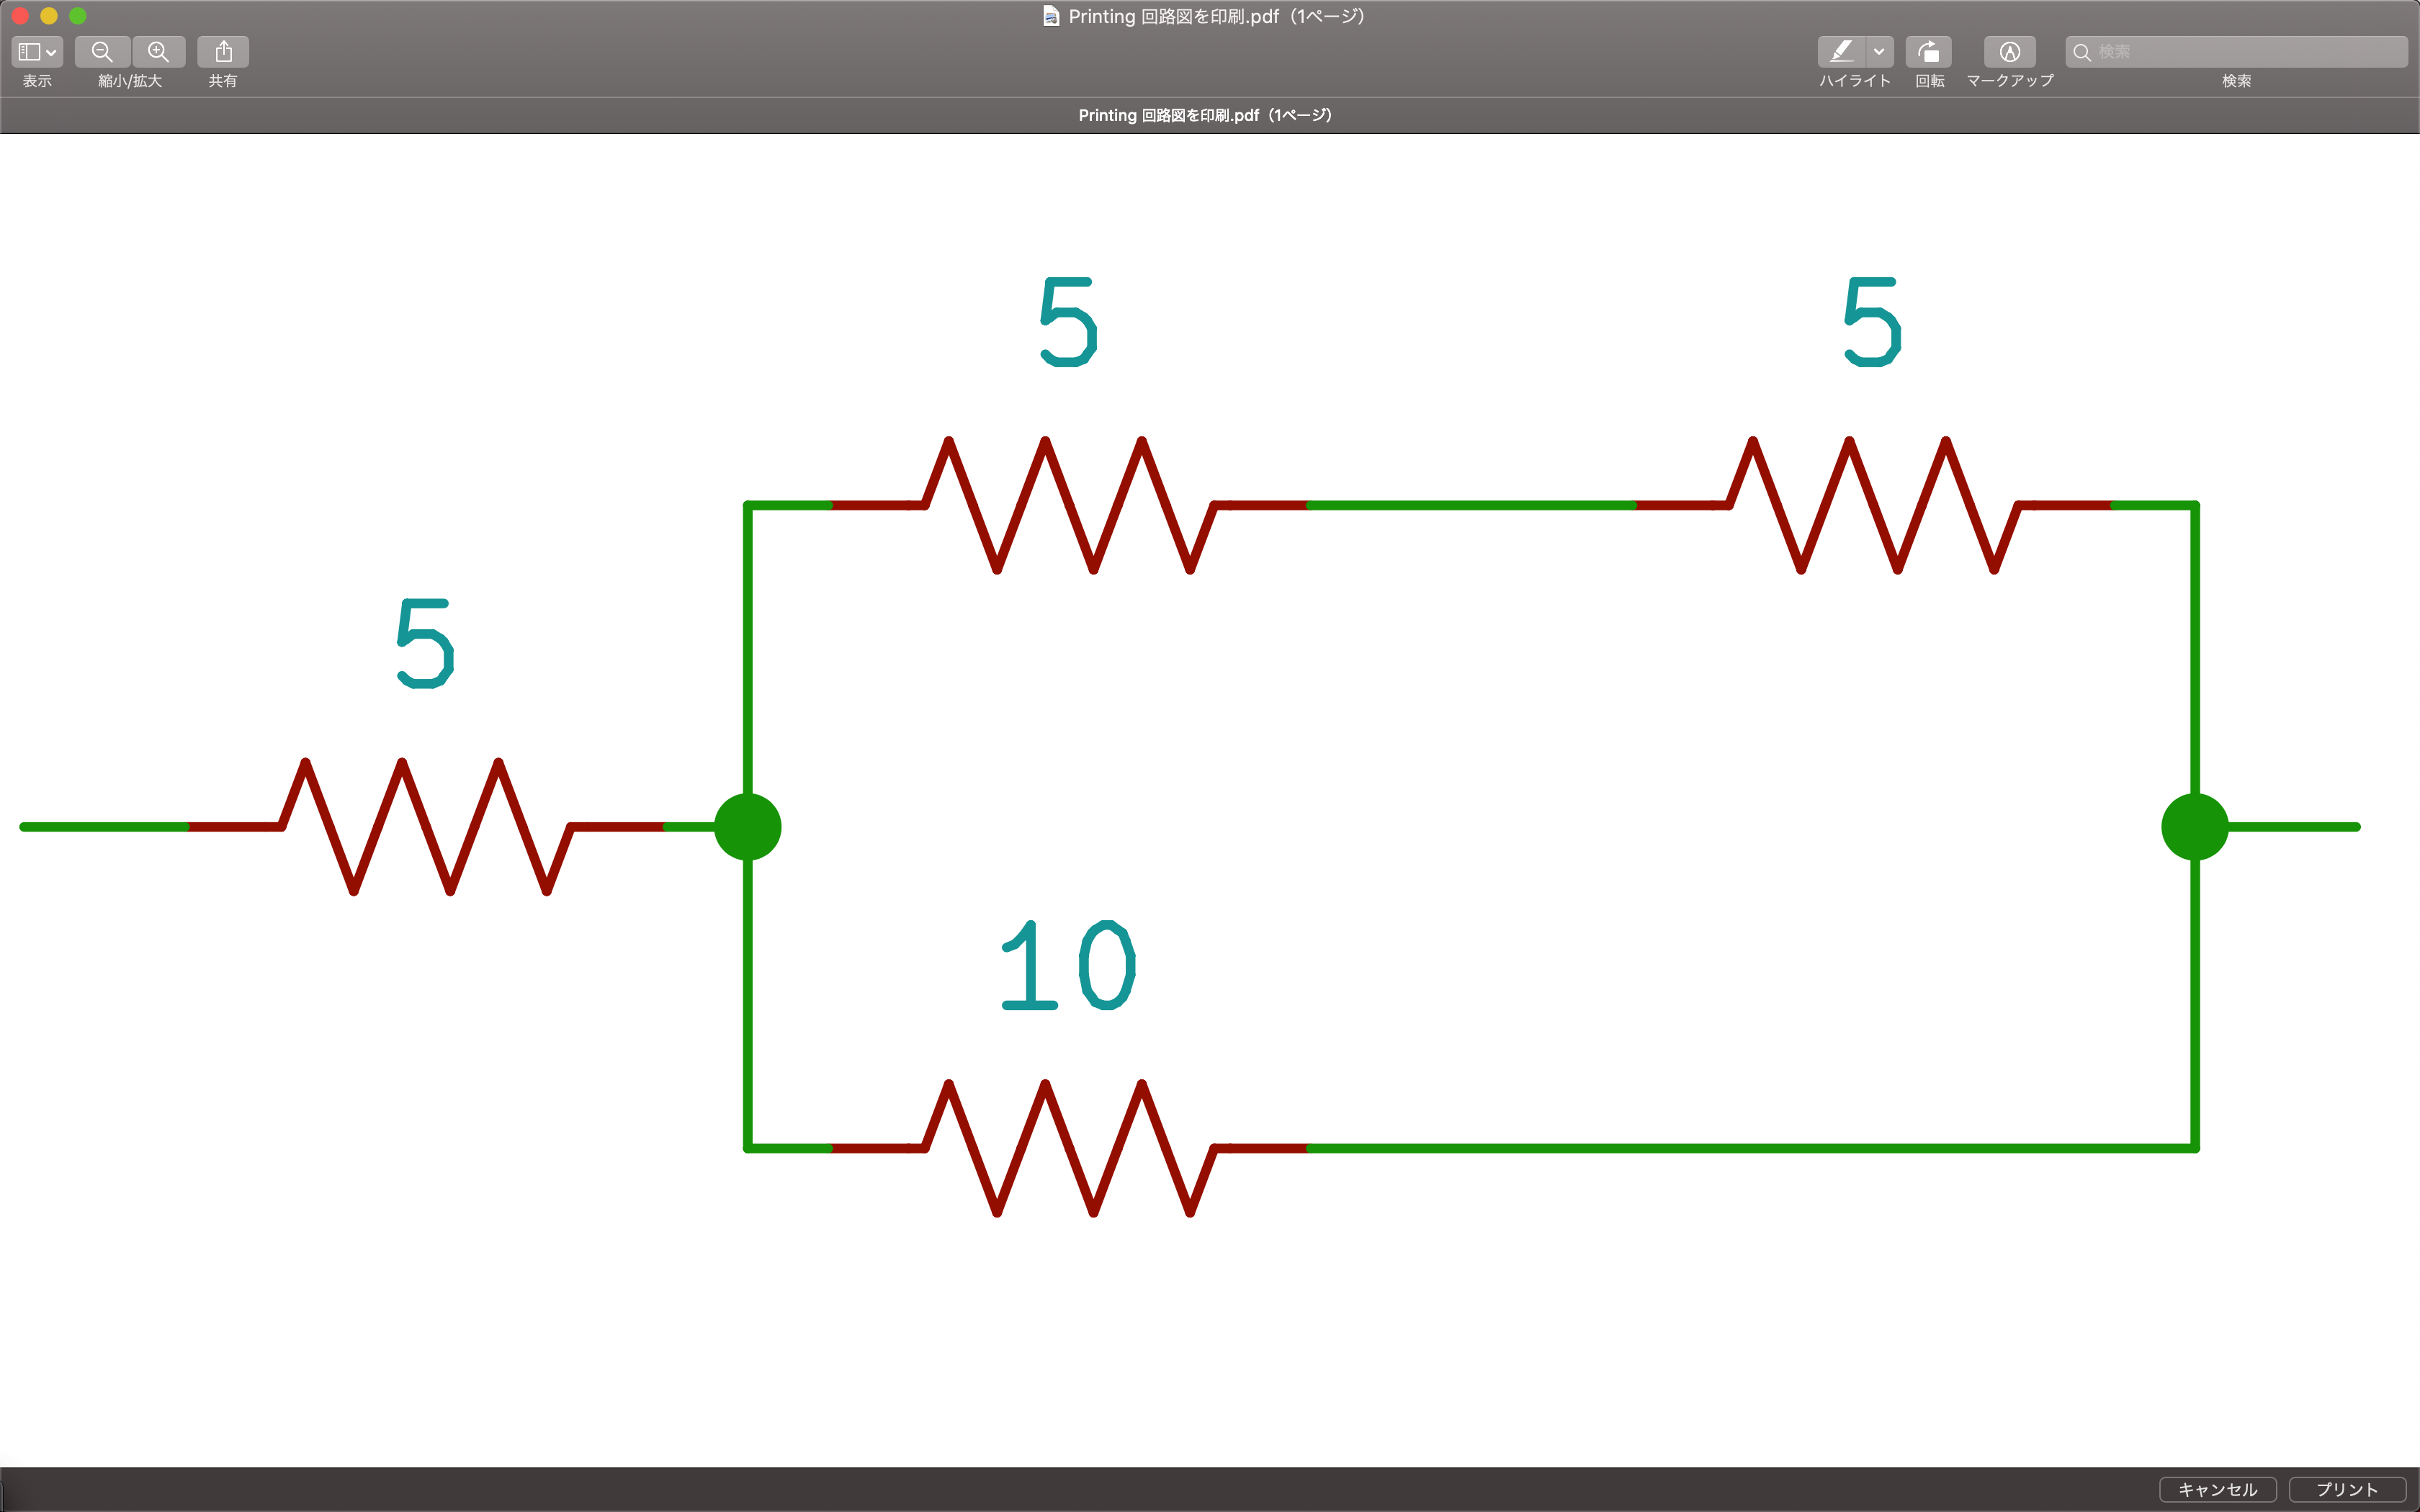 Printing 回路図を印刷.pdf（1ページ）
表示
縮小/拡大
共有
ハイライト
回転
マークアップ
検索
検索
Printing 回路図を印刷.pdf（1ページ）
5
5
5
10
キャンセル
プリント